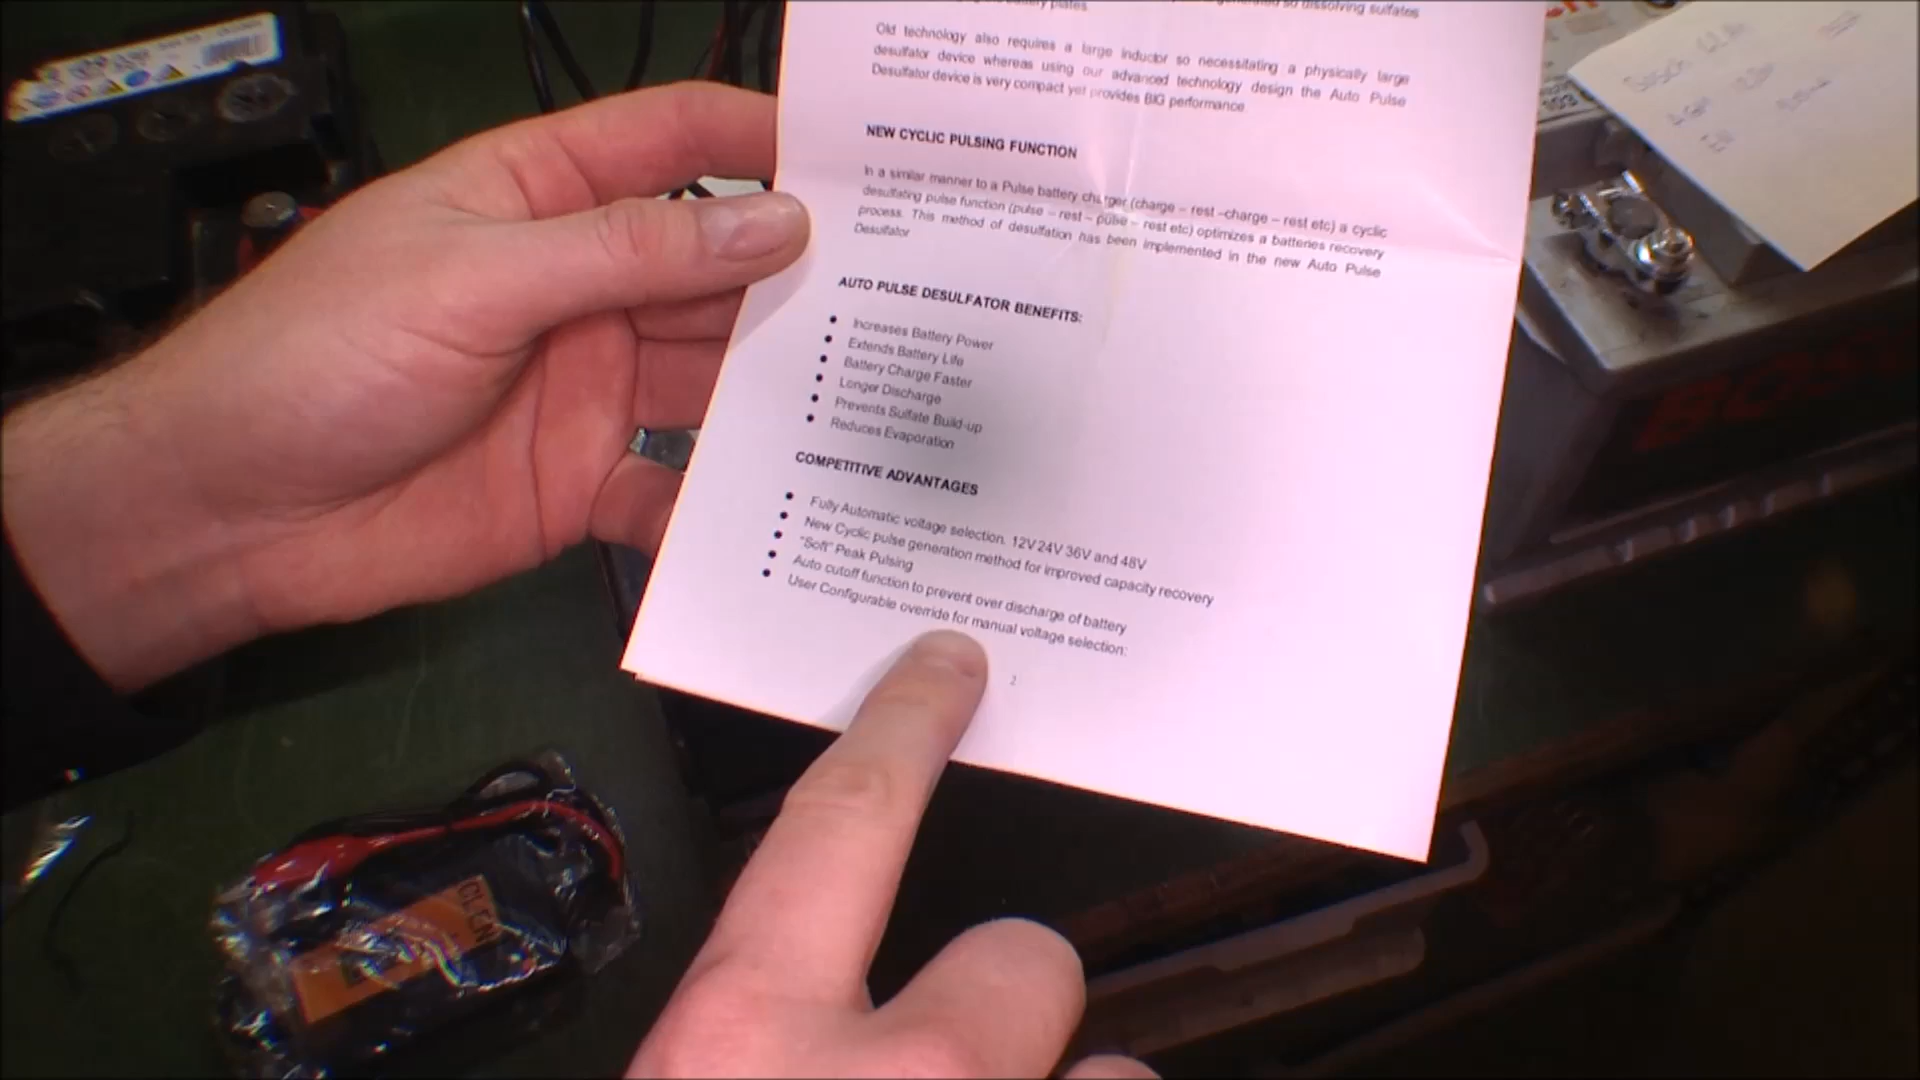 battery plates.
generated so dissolving sulfates
Old technology also requires a large inductor so necessitating a physically large
desulfator device whereas using our advanced technology design the Auto Pulse
Desulfator device is very compact yet provides BIG performance
NEW CYCLIC PULSING FUNCTION
In a similar manner to a Pulse battery charger (charge – rest –charge – rest etc) a cyclic
desulfating pulse function (pulse – rest – pulse – rest etc) optimizes a batteries recovery
process. This method of desulfation has been implemented in the new Auto Pulse
Desulfator
AUTO PULSE DESULFATOR BENEFITS:
● Increases Battery Power
● Extends Battery Life
● Battery Charge Faster
● Longer Discharge
● Prevents Sulfate Build-up
● Reduces Evaporation
COMPETITIVE ADVANTAGES
● Fully Automatic voltage selection. 12V 24V 36V and 48V
● New Cyclic pulse generation method for improved capacity recovery
● "Soft" Peak Pulsing
● Auto cutoff function to prevent over discharge of battery
● User Configurable override for manual voltage selection:
2